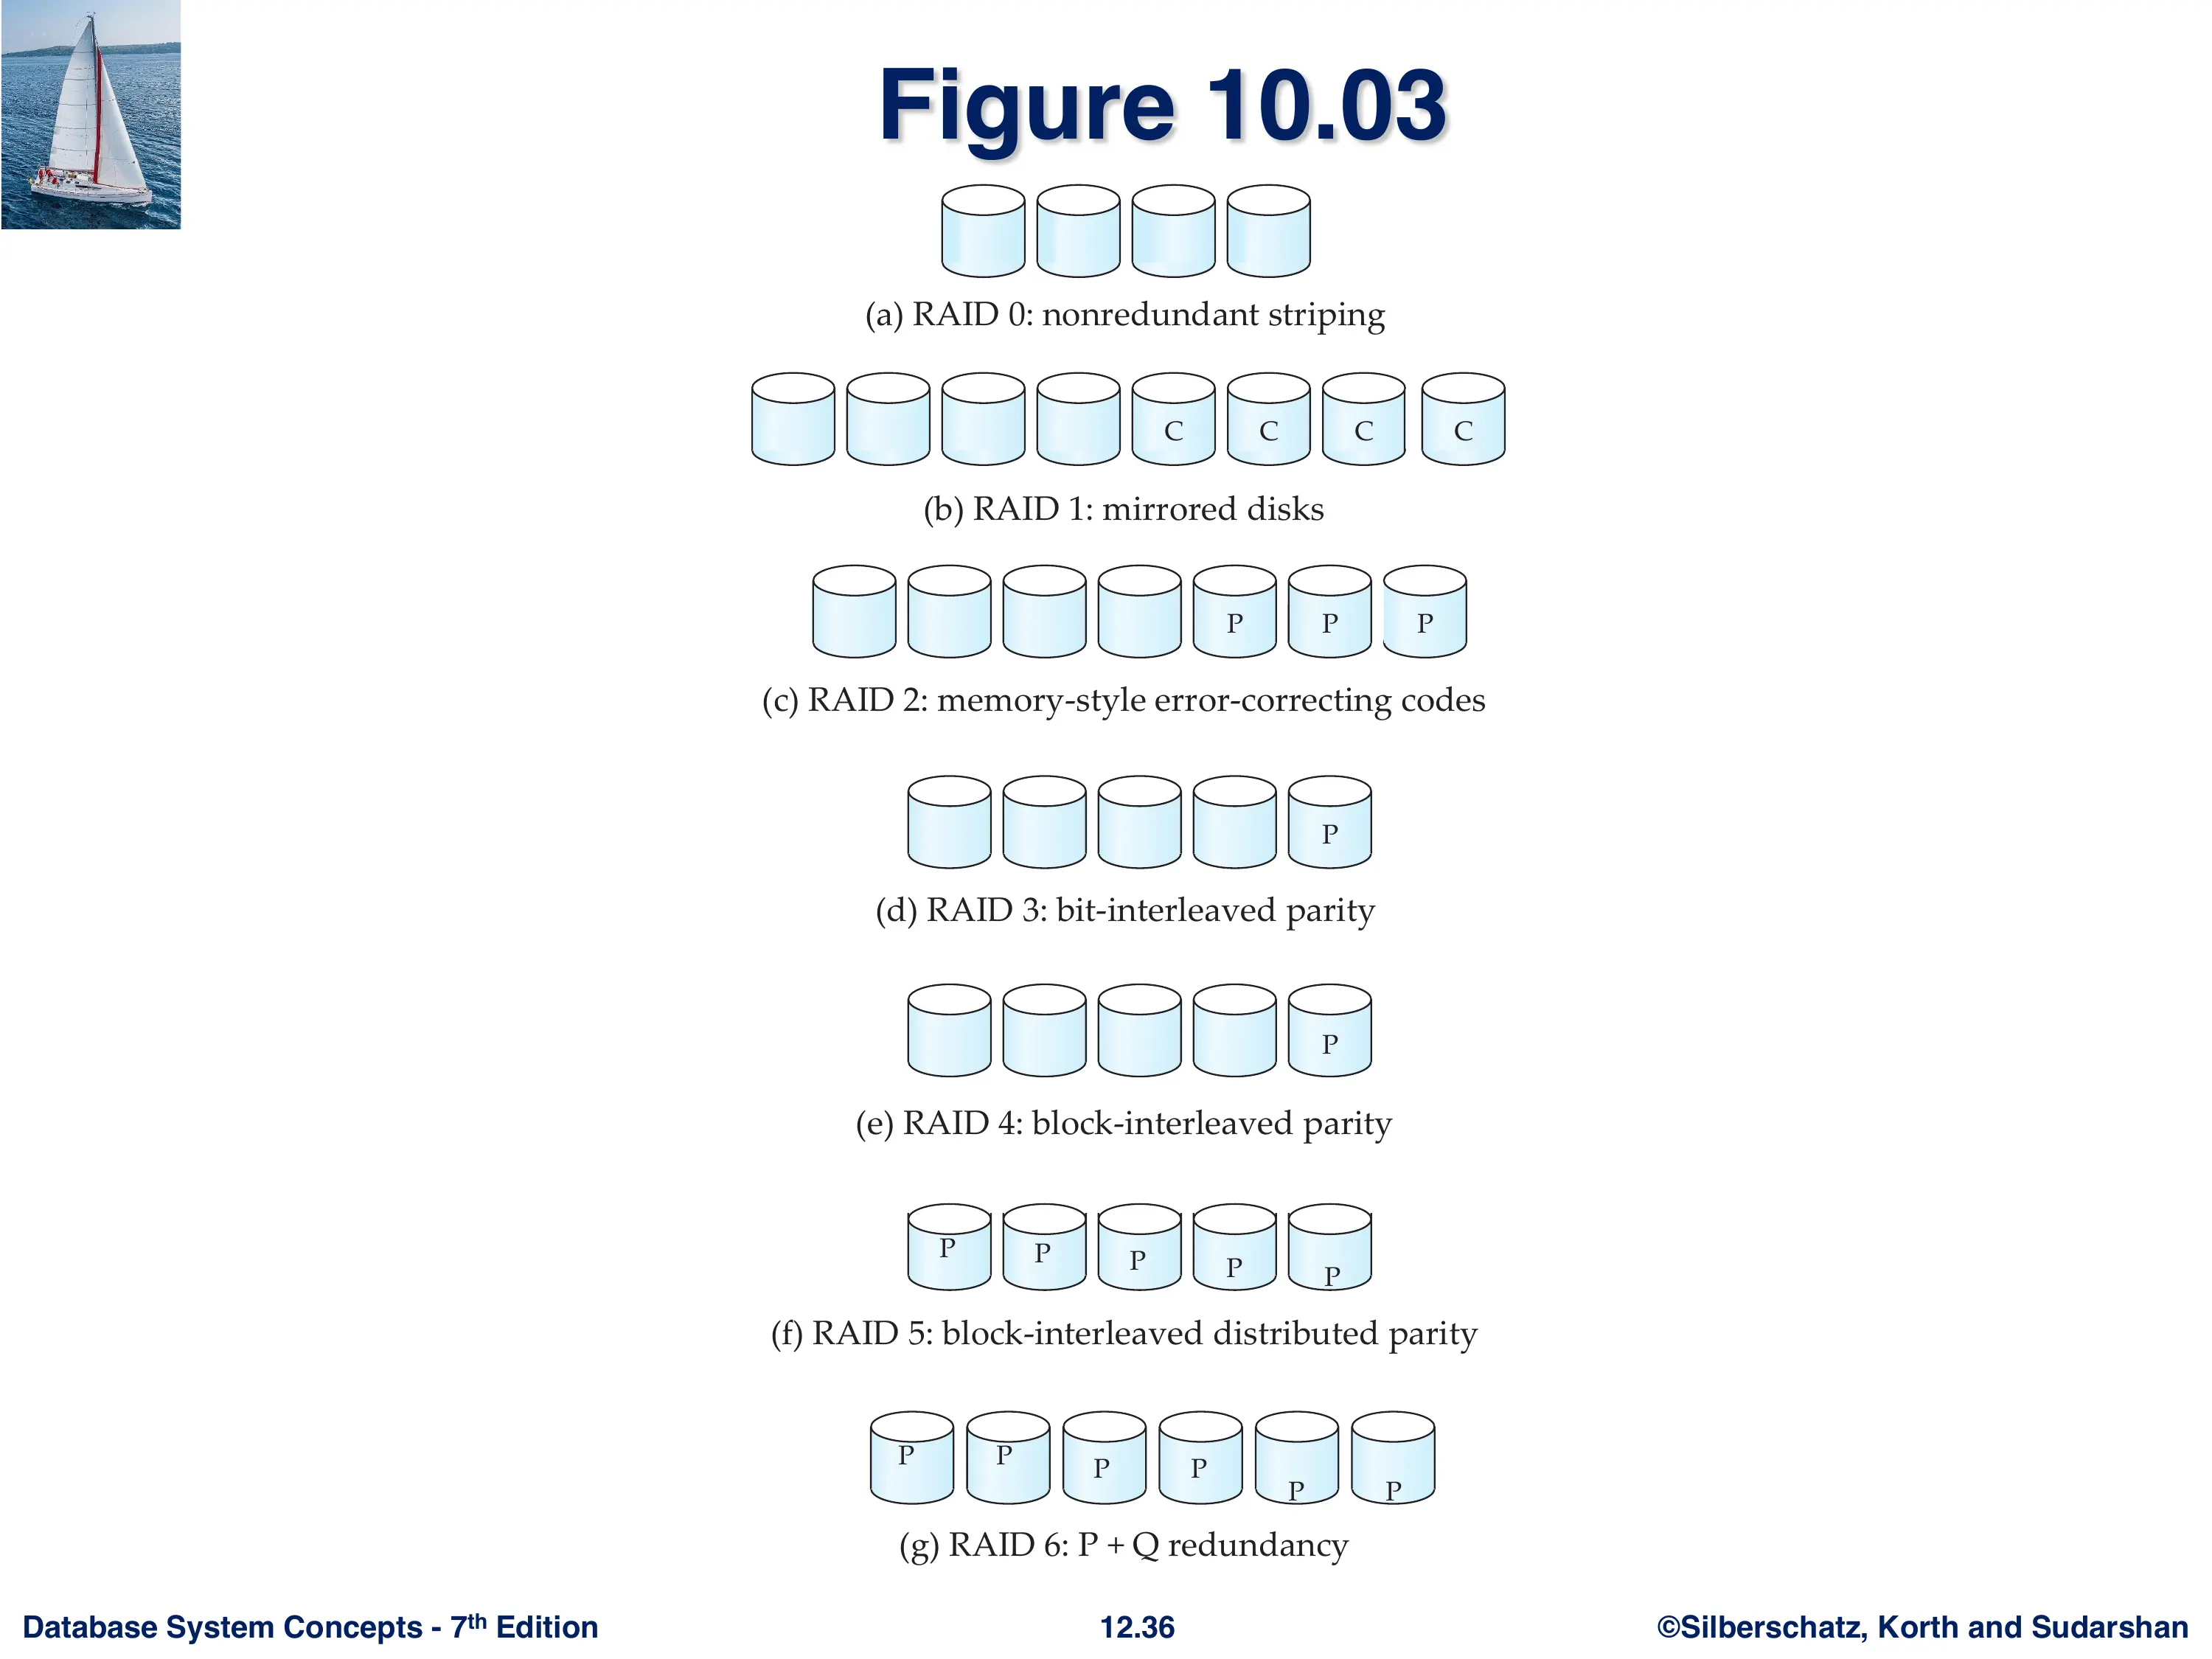 Figure 10.03
(a) RAID 0: nonredundant striping
C C C C
(b) RAID 1: mirrored disks
P P P
(c) RAID 2: memory-style error-correcting codes
P
(d) RAID 3: bit-interleaved parity
P
(e) RAID 4: block-interleaved parity
P P P P P
(f) RAID 5: block-interleaved distributed parity
P P P P P P
(g) RAID 6: P + Q redundancy
Database System Concepts - 7th Edition 12.36 ©Silberschatz, Korth and Sudarshan